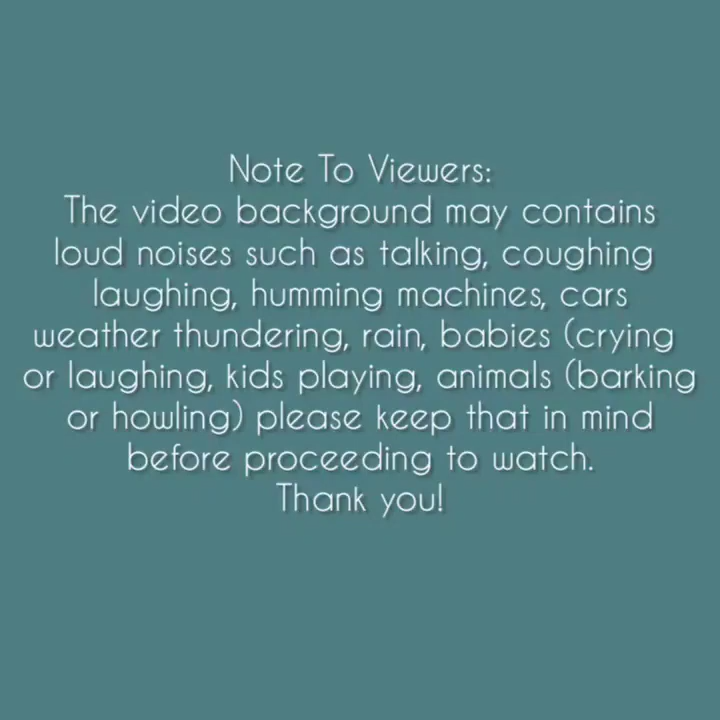 Note To Viewers:
The video background may contains
loud noises such as talking, coughing
laughing, humming machines, cars
weather thundering, rain, babies (crying
or laughing, kids playing, animals (barking
or howling) please keep that in mind
before proceeding to watch.
Thank you!